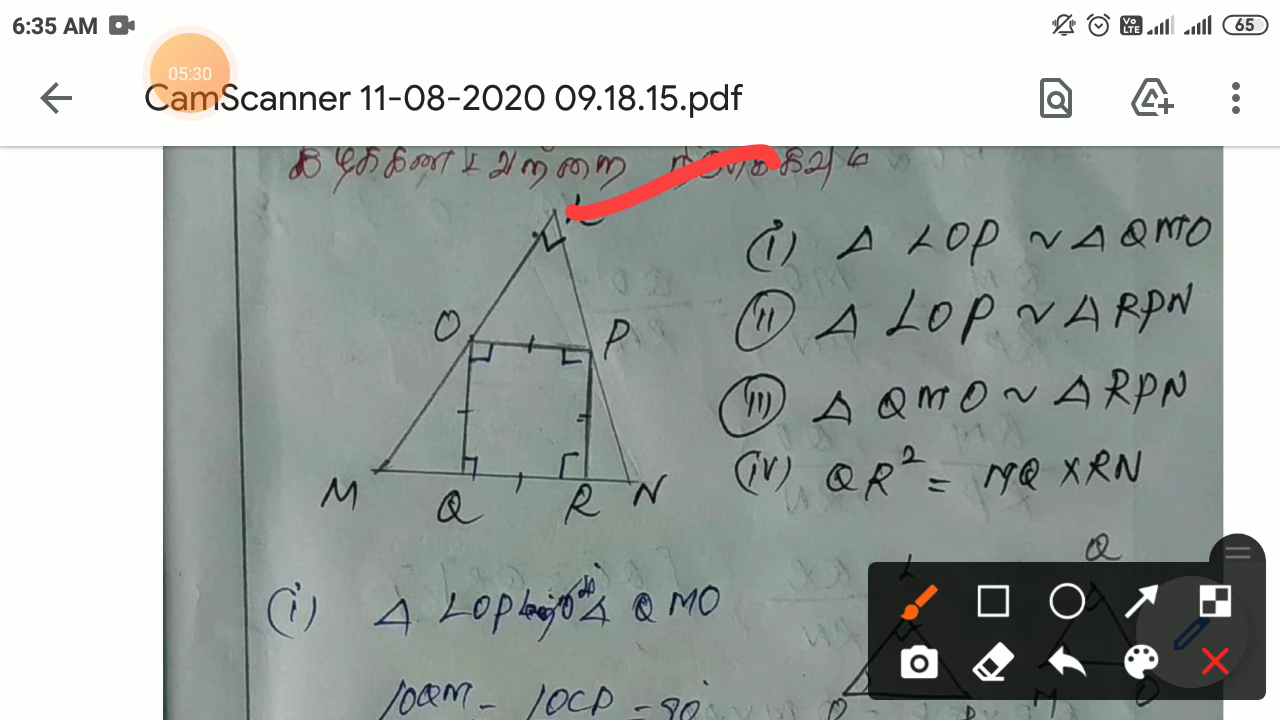 6:35 AM
VoLTE
65
05:30
CamScanner 11-08-2020 09.18.15.pdf
L
O P
M Q R N
(i) Δ LOP ~ Δ QMO
(ii) Δ LOP ~ Δ RPN
(iii) Δ QMO ~ Δ RPN
(iv) QR² = MQ × RN
(i) Δ LOP Δ QMO
Q
L
M O